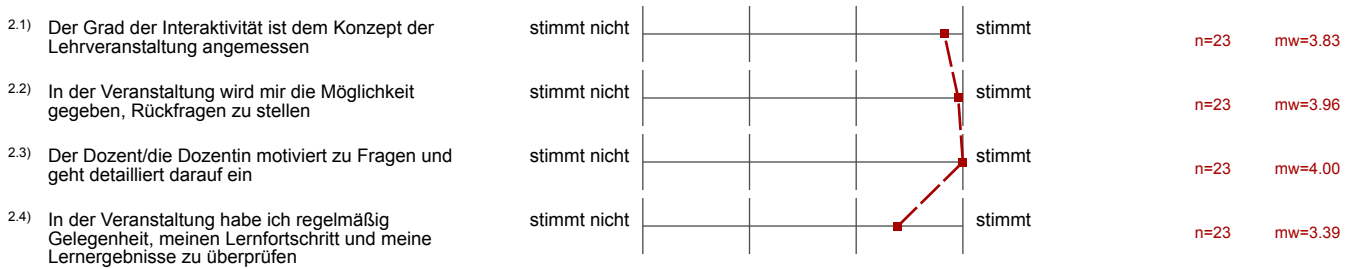 2.1) Der Grad der Interaktivität ist dem Konzept der stimmt nicht stimmt
Lehrveranstaltung angemessen n=23 mw=3.83
2.2) In der Veranstaltung wird mir die Möglichkeit stimmt nicht stimmt
gegeben, Rückfragen zu stellen n=23 mw=3.96
2.3) Der Dozent/die Dozentin motiviert zu Fragen und stimmt nicht stimmt
geht detailliert darauf ein n=23 mw=4.00
2.4) In der Veranstaltung habe ich regelmäßig stimmt nicht stimmt
Gelegenheit, meinen Lernfortschritt und meine n=23 mw=3.39
Lernergebnisse zu überprüfen